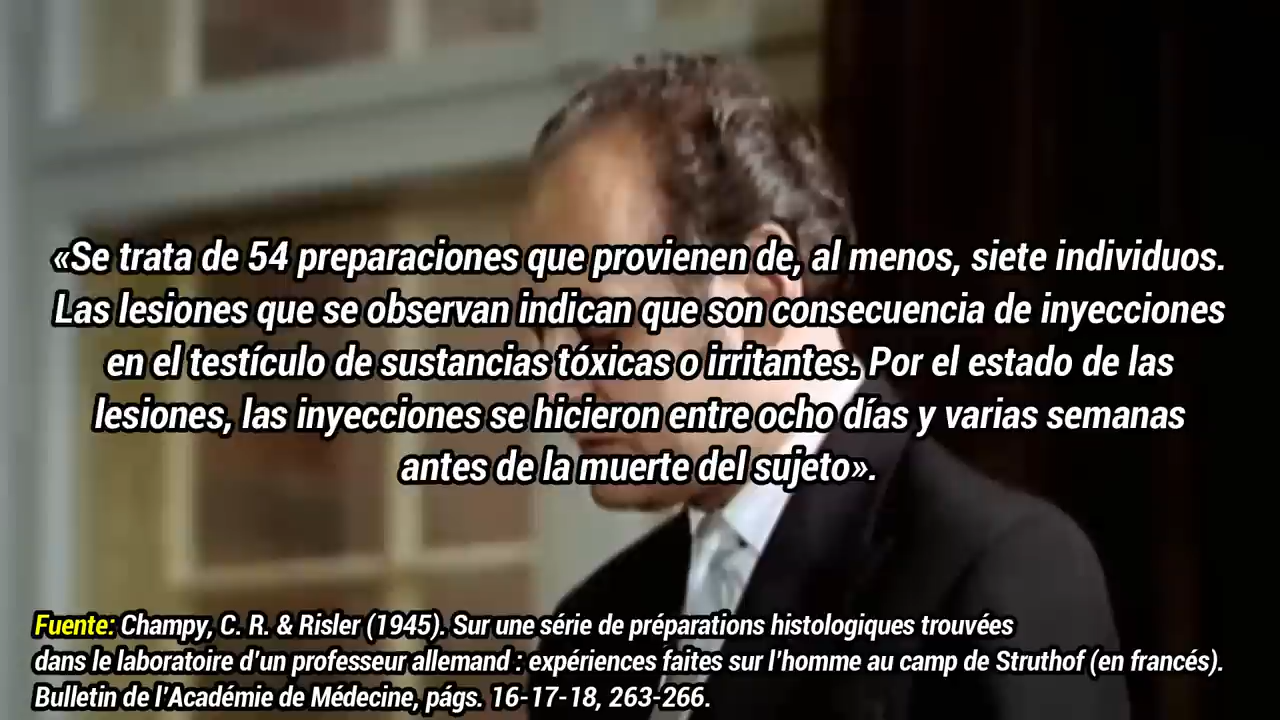 «Se trata de 54 preparaciones que provienen de, al menos, siete individuos.
Las lesiones que se observan indican que son consecuencia de inyecciones
en el testículo de sustancias tóxicas o irritantes. Por el estado de las
lesiones, las inyecciones se hicieron entre ocho días y varias semanas
antes de la muerte del sujeto».
Fuente: Champy, C. R. & Risler (1945). Sur une série de préparations histologiques trouvées
dans le laboratoire d'un professeur allemand : expériences faites sur l'homme au camp de Struthof (en francés).
Bulletin de l'Académie de Médecine, págs. 16-17-18, 263-266.